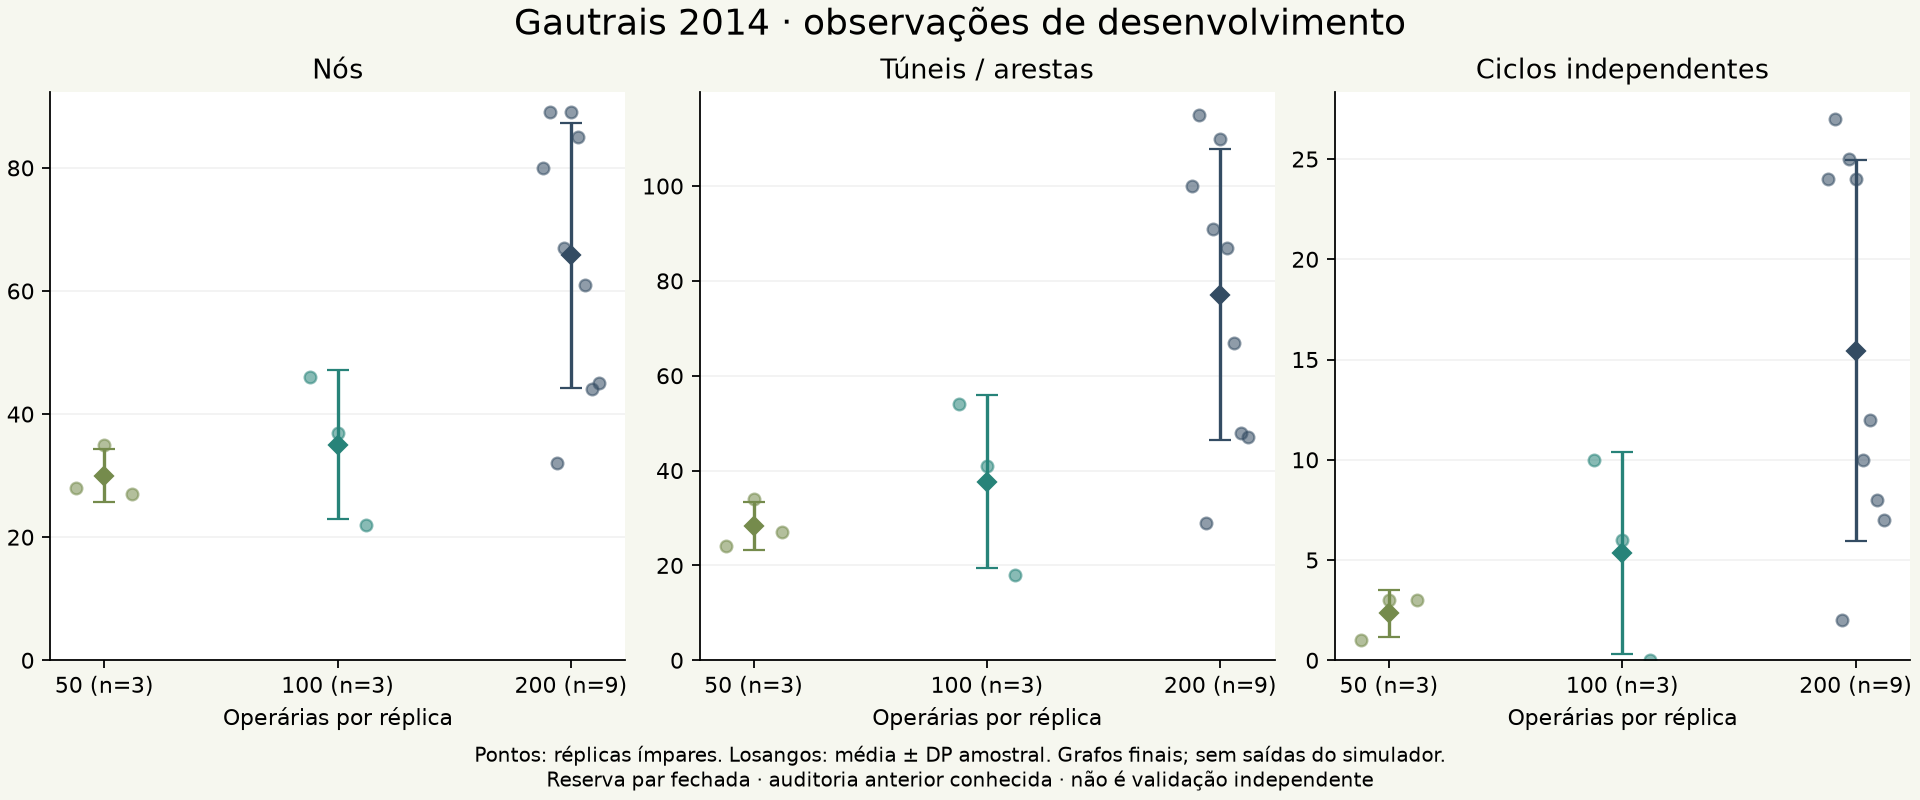 Gautrais 2014 · observações de desenvolvimento
Nós
80
60
40
20
0
50 (n=3)
100 (n=3)
200 (n=9)
Operárias por réplica
Túneis / arestas
100
80
60
40
20
0
50 (n=3)
100 (n=3)
200 (n=9)
Operárias por réplica
Ciclos independentes
25
20
15
10
5
0
50 (n=3)
100 (n=3)
200 (n=9)
Operárias por réplica
Pontos: réplicas ímpares. Losangos: média ± DP amostral. Grafos finais; sem saídas do simulador.
Reserva par fechada · auditoria anterior conhecida · não é validação independente